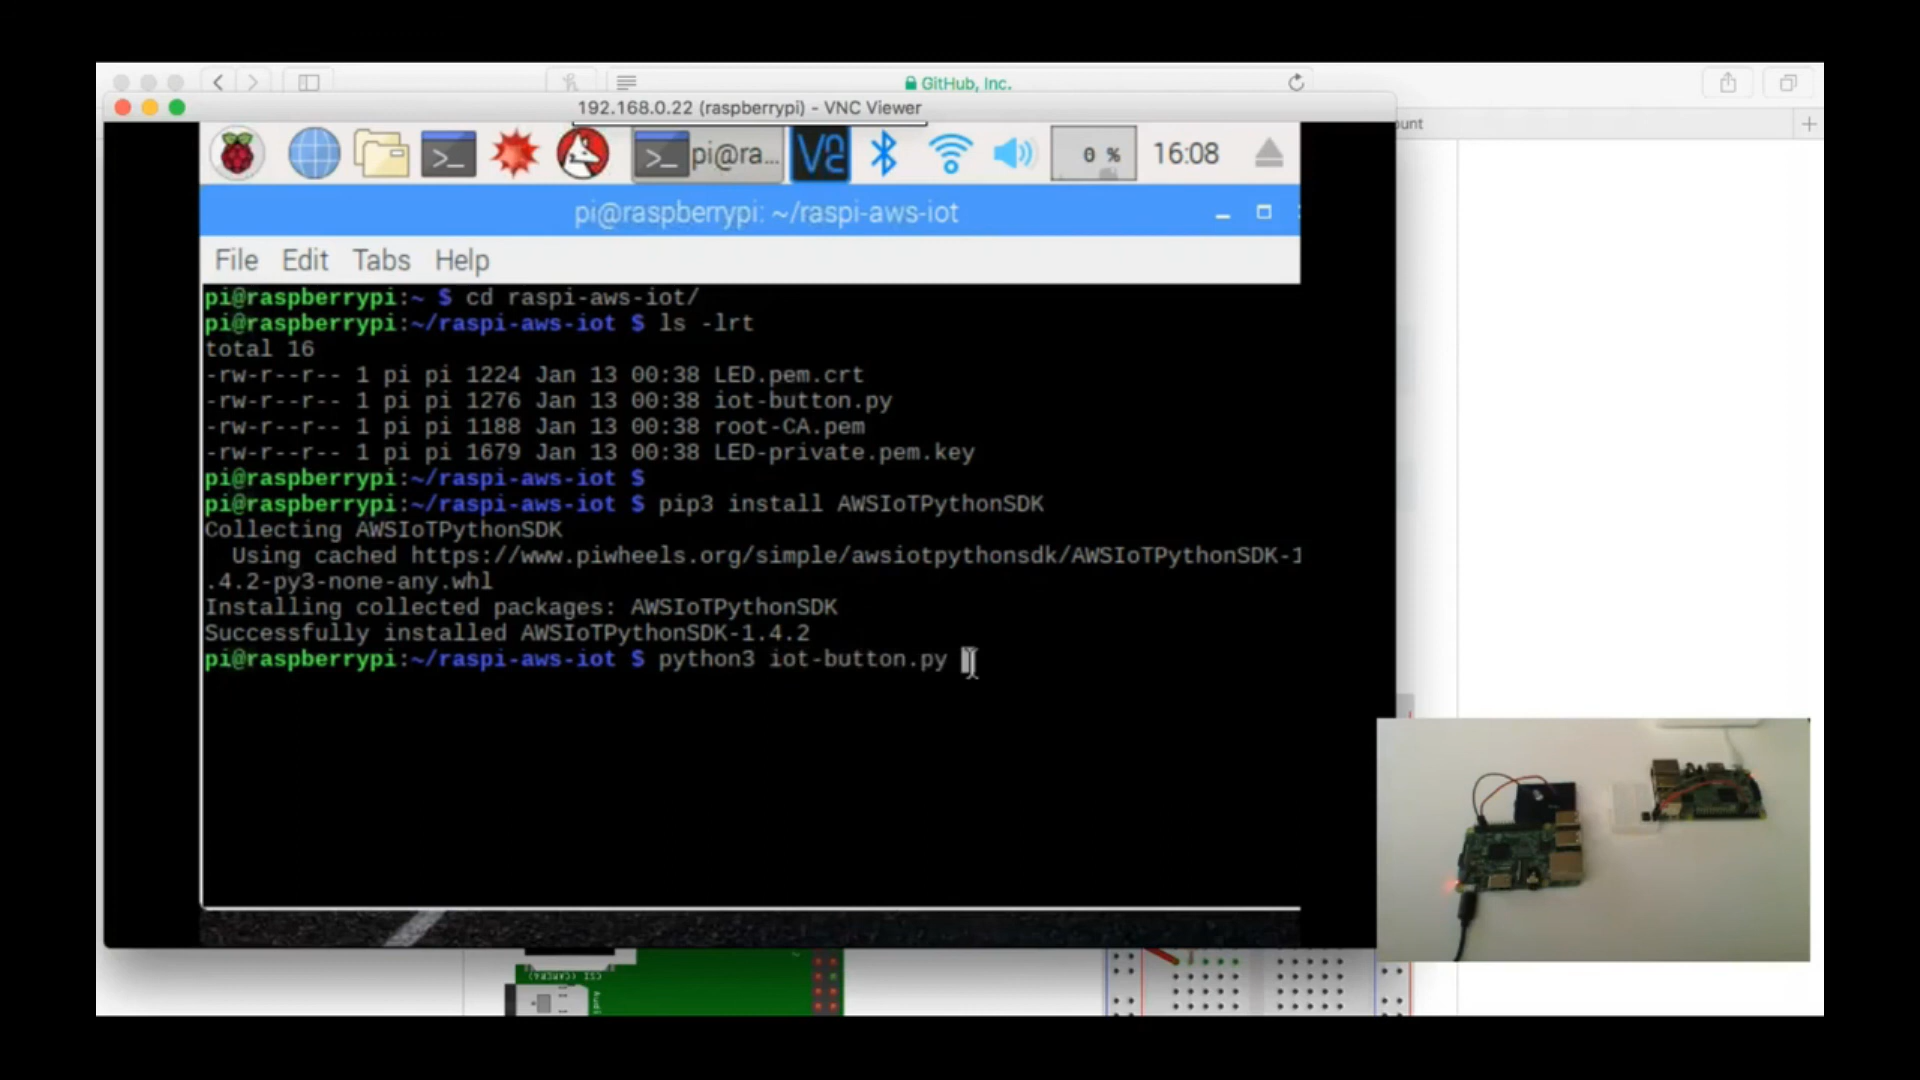 GitHub, Inc.
192.168.0.22 (raspberrypi) - VNC Viewer
pi@ra... 0 % 16:08
pi@raspberrypi: ~/raspi-aws-iot
File Edit Tabs Help
pi@raspberrypi:~ $ cd raspi-aws-iot/
pi@raspberrypi:~/raspi-aws-iot $ ls -lrt
total 16
-rw-r--r-- 1 pi pi 1224 Jan 13 00:38 LED.pem.crt
-rw-r--r-- 1 pi pi 1276 Jan 13 00:38 iot-button.py
-rw-r--r-- 1 pi pi 1188 Jan 13 00:38 root-CA.pem
-rw-r--r-- 1 pi pi 1679 Jan 13 00:38 LED-private.pem.key
pi@raspberrypi:~/raspi-aws-iot $
pi@raspberrypi:~/raspi-aws-iot $ pip3 install AWSIoTPythonSDK
Collecting AWSIoTPythonSDK
Using cached https://www.piwheels.org/simple/awsiotpythonsdk/AWSIoTPythonSDK-1
.4.2-py3-none-any.whl
Installing collected packages: AWSIoTPythonSDK
Successfully installed AWSIoTPythonSDK-1.4.2
pi@raspberrypi:~/raspi-aws-iot $ python3 iot-button.py
CSI (CAMERA)